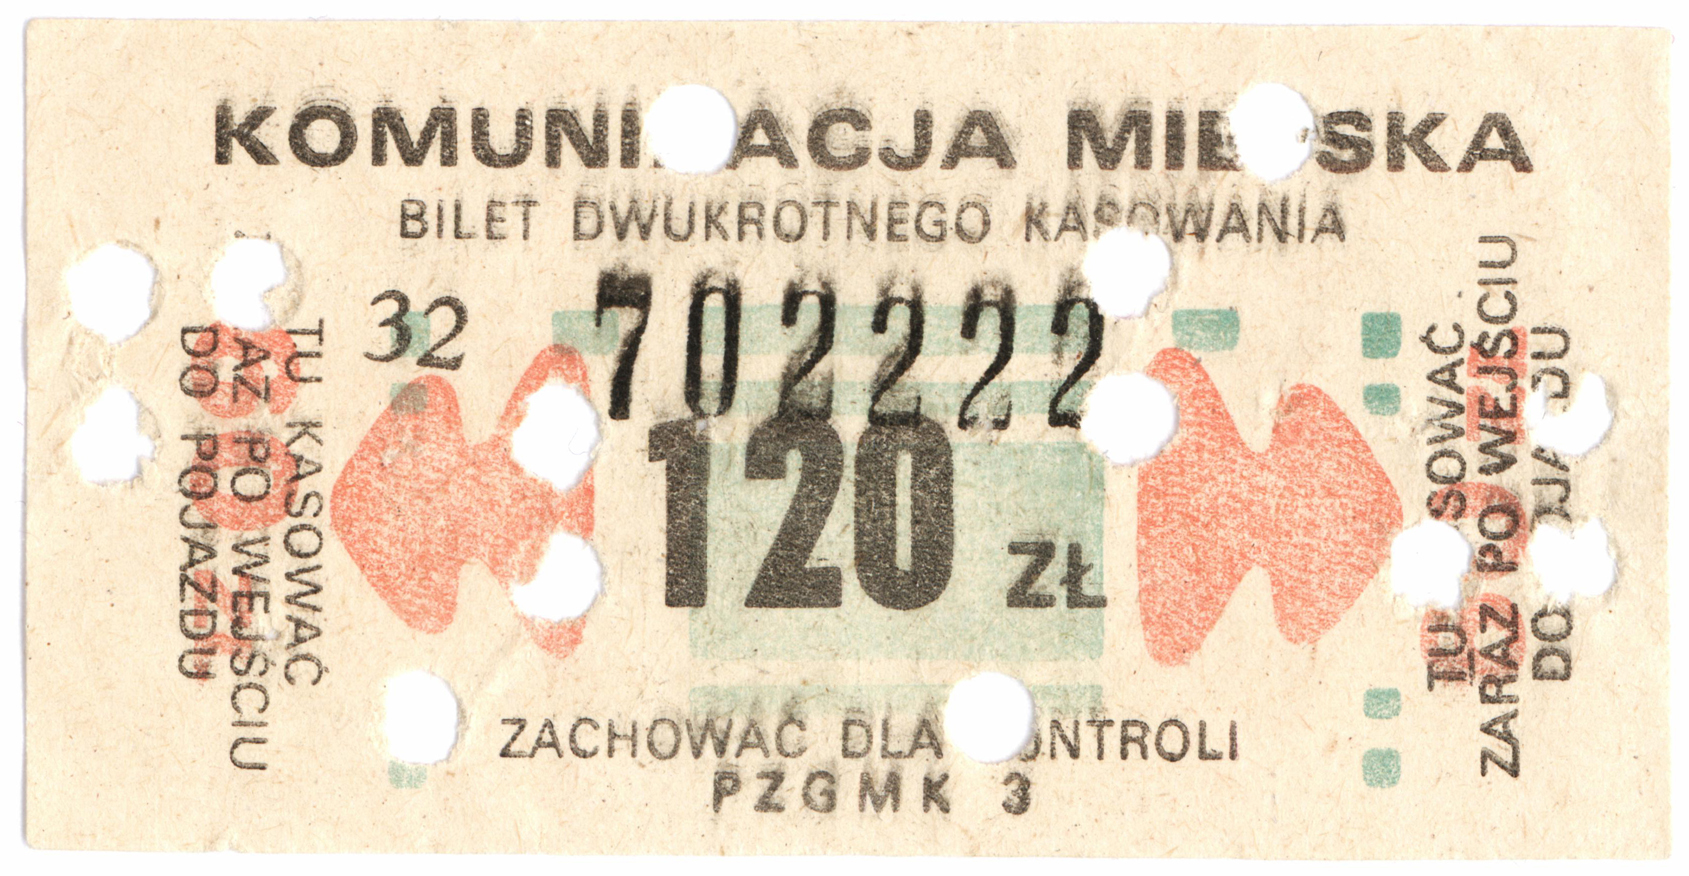 KOMUNIKACJA MIEJSKA
BILET DWUKROTNEGO KASOWANIA
32 702222
120 ZŁ
ZACHOWAĆ DLA KONTROLI
PZGMK 3
TU KASOWAĆ
ZARAZ PO WEJŚCIU
DO POJAZDU
TU KASOWAĆ
ZARAZ PO WEJŚCIU
DO POJAZDU